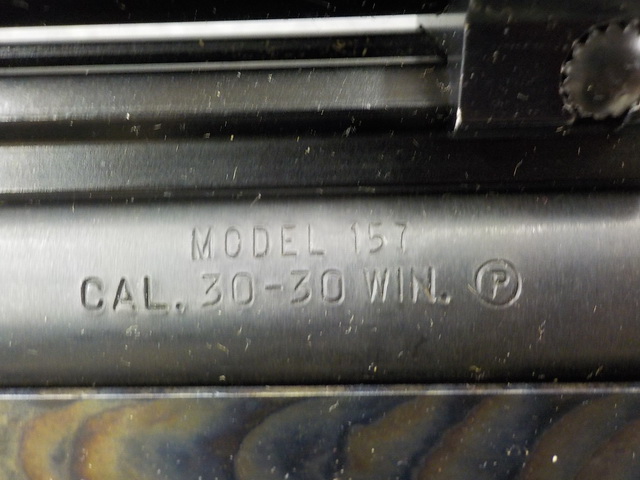 MODEL 157
CAL. 30-30 WIN. P